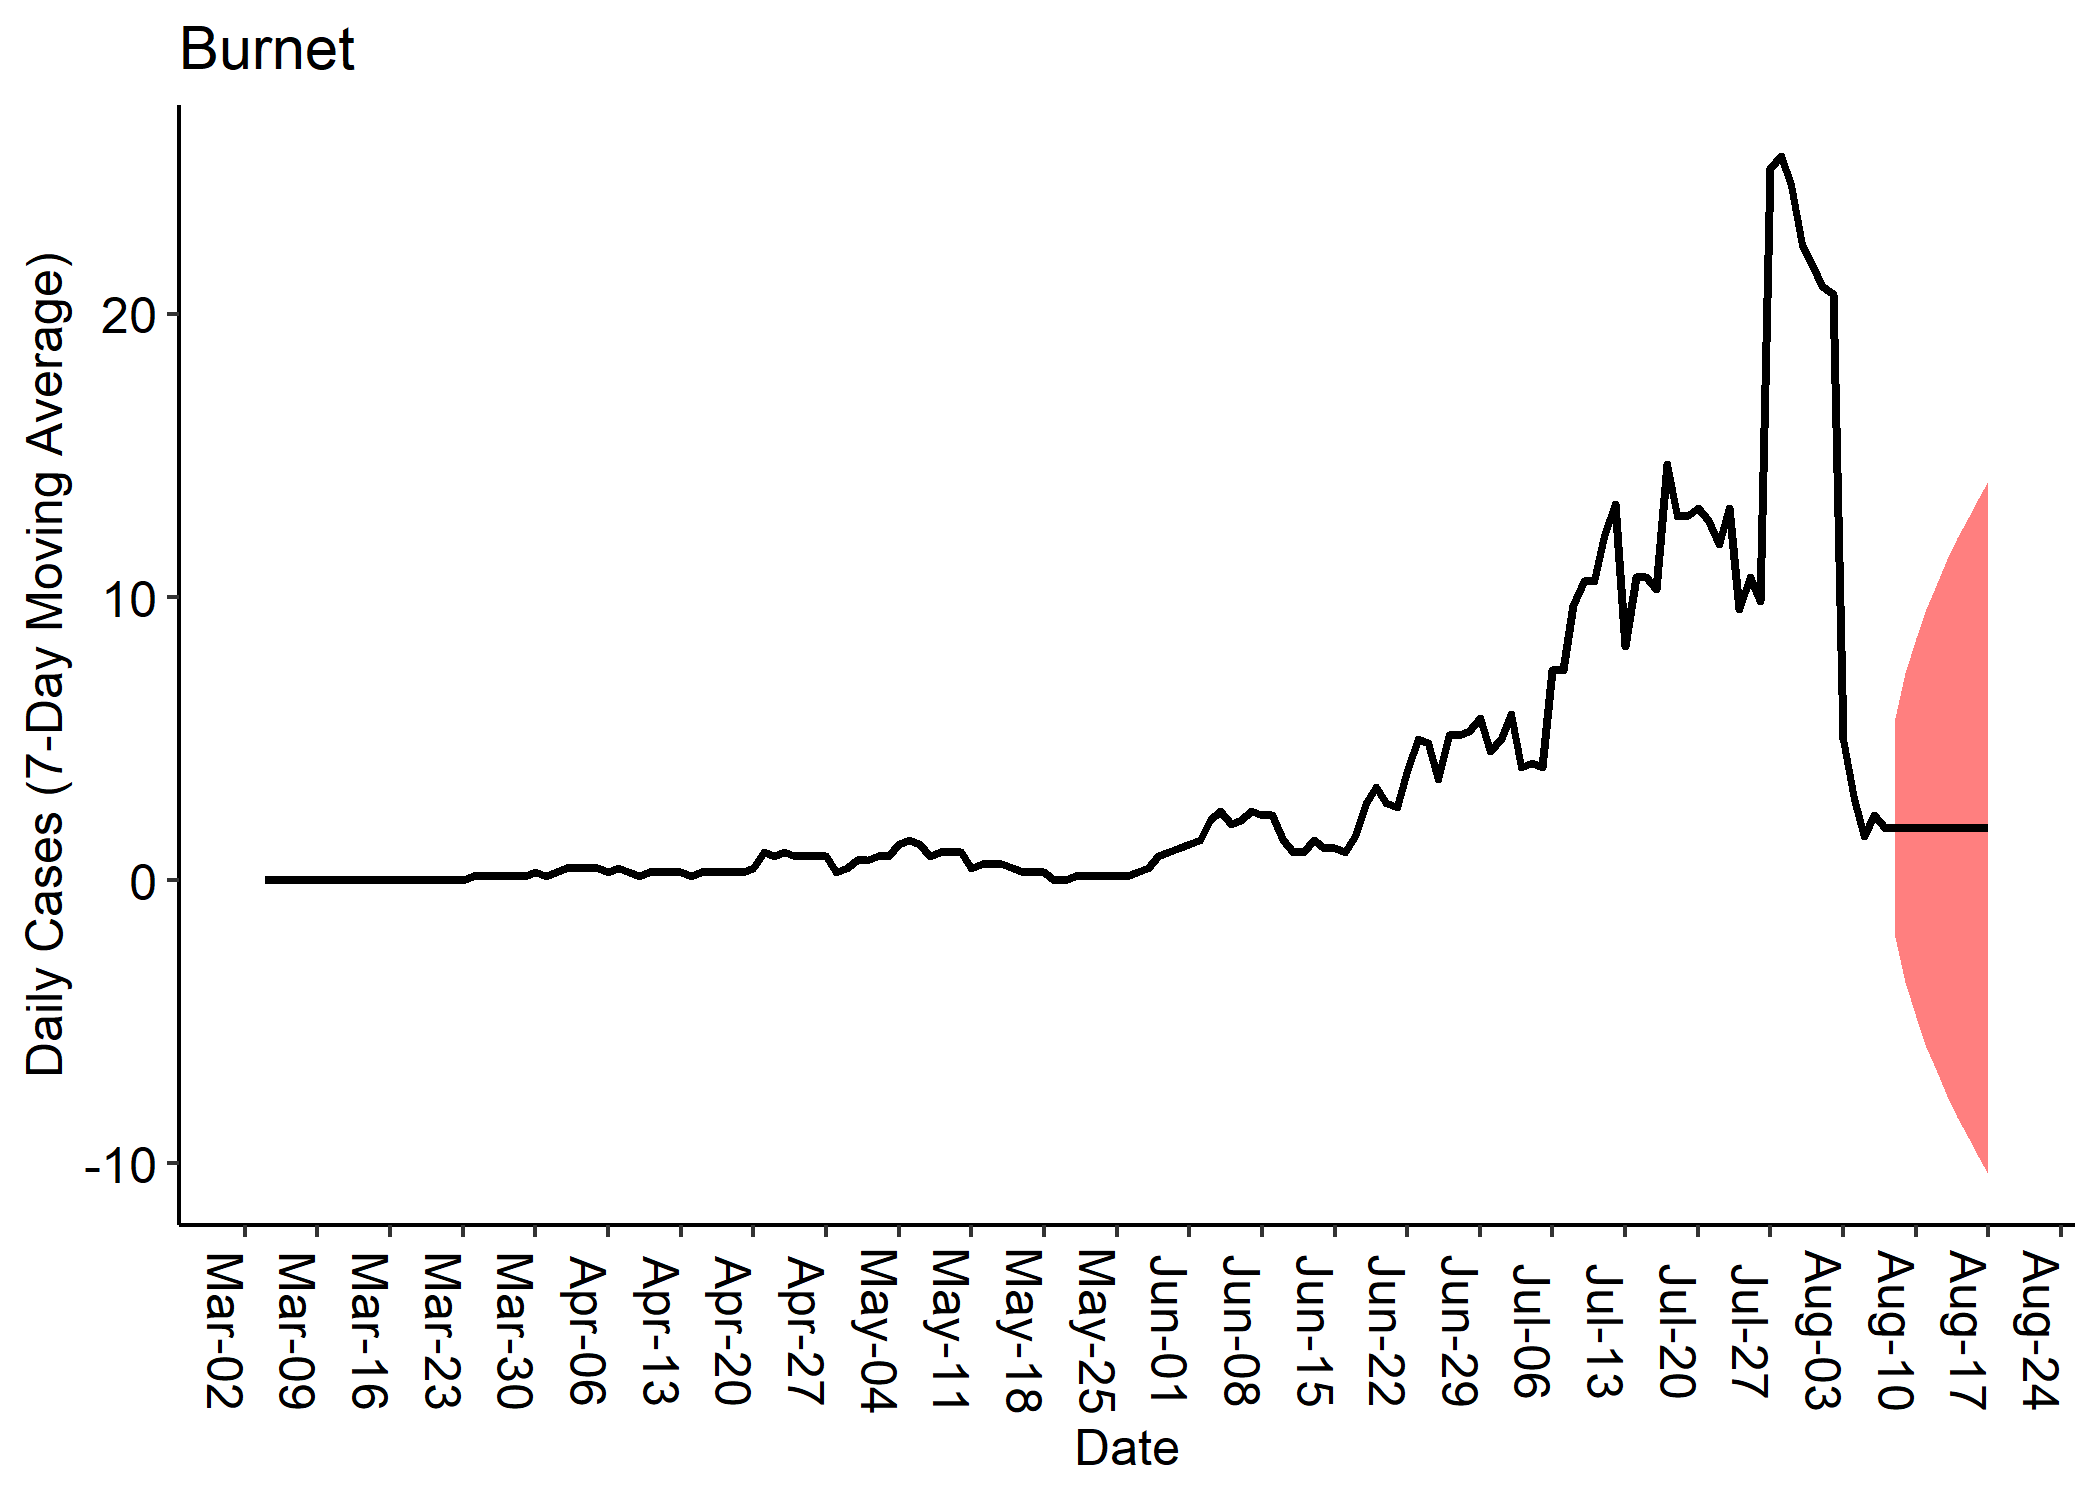 Burnet
Daily Cases (7-Day Moving Average)
20
10
0
-10
Mar-02
Mar-09
Mar-16
Mar-23
Mar-30
Apr-06
Apr-13
Apr-20
Apr-27
May-04
May-11
May-18
May-25
Jun-01
Jun-08
Jun-15
Jun-22
Jun-29
Jul-06
Jul-13
Jul-20
Jul-27
Aug-03
Aug-10
Aug-17
Aug-24
Date